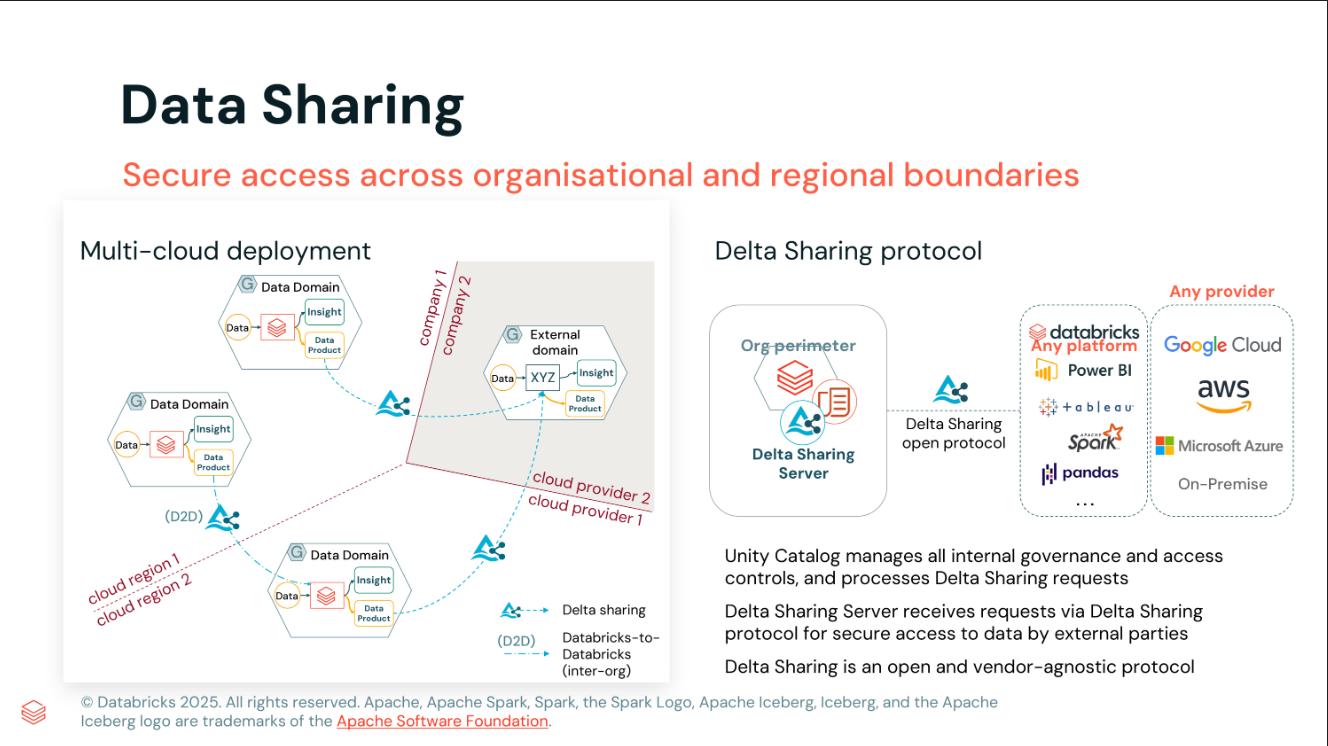 Data Sharing
Secure access across organisational and regional boundaries
Multi-cloud deployment
G
Data Domain
Data
Insight
Data
Product
company 1
company 2
G
External
domain
Data
XYZ
Insight
Data
Product
G
Data Domain
Data
Insight
Data
Product
cloud provider 2
cloud provider 1
(D2D)
cloud region 1
cloud region 2
G
Data Domain
Data
Insight
Data
Product
Delta sharing
(D2D)
Databricks-to-
Databricks
(inter-org)
Delta Sharing protocol
Org perimeter
Delta Sharing
Server
Delta Sharing
open protocol
databricks
Any platform
Power BI
+ableau
APACHE
Spark
pandas
...
Any provider
Google Cloud
aws
Microsoft Azure
On-Premise
Unity Catalog manages all internal governance and access
controls, and processes Delta Sharing requests
Delta Sharing Server receives requests via Delta Sharing
protocol for secure access to data by external parties
Delta Sharing is an open and vendor-agnostic protocol
© Databricks 2025. All rights reserved. Apache, Apache Spark, Spark, the Spark Logo, Apache Iceberg, Iceberg, and the Apache
Iceberg logo are trademarks of the Apache Software Foundation.